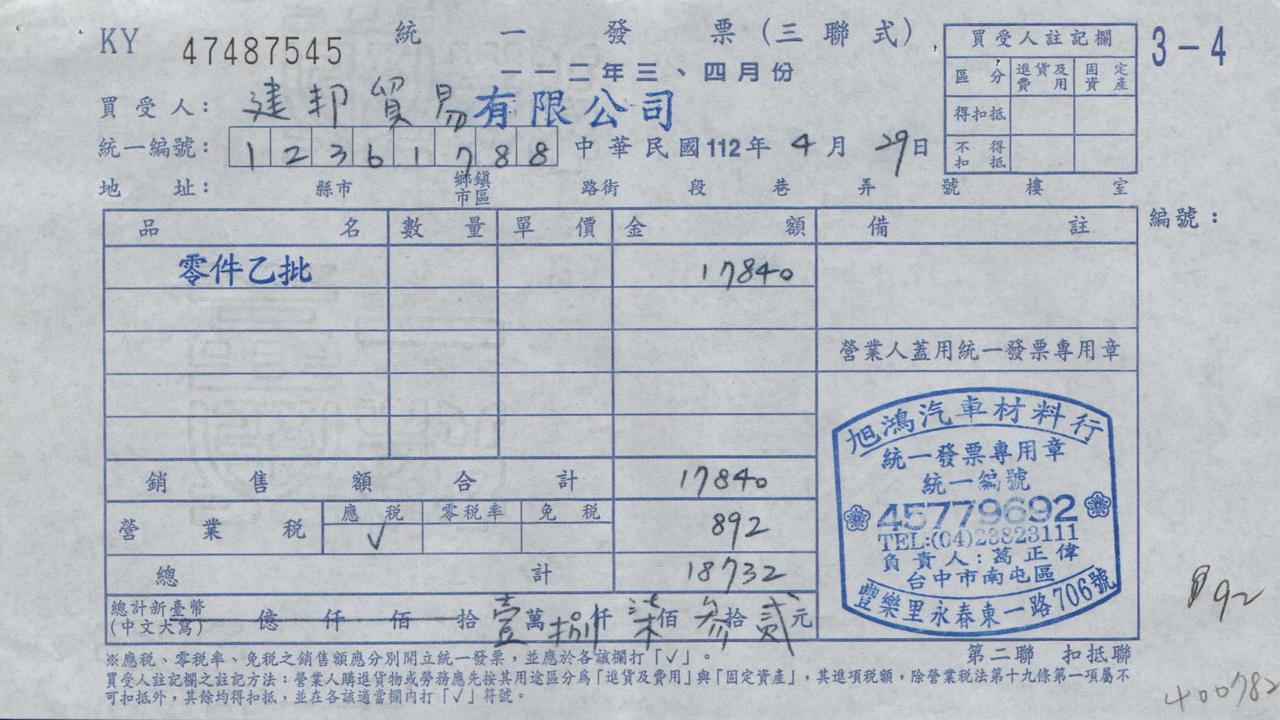 KY 47487545 統一發票(三聯式) 3-4
一一二年三、四月份
買受人註記欄
區分 進貨及費用 固定資產
得扣抵
不得扣抵
買受人: 建邦貿易有限公司
統一編號: 12361788 中華民國112年4月29日
地址: 縣市 鄉鎮市區 路街 段 巷 弄 號 樓 室
編號:
品名 數量 單價 金額 備註
零件乙批 17840
營業人蓋用統一發票專用章
旭鴻汽車材料行
統一發票專用章
統一編號
45779692
TEL:(04)23823111
負責人:葛正偉
台中市南屯區
豐樂里永春東一路706號
銷售額合計 17840
營業稅 應稅 √ 零稅率 免稅 892
總計 18732
總計新臺幣(中文大寫) 億 仟 佰 拾壹萬捌仟柒佰參拾貳元
892
第二聯 扣抵聯
※應稅、零稅率、免稅之銷售額應分別開立統一發票,並應於各該欄打「√」。
買受人註記欄之註記方法:營業人購進貨物或勞務應先按其用途區分為「進貨及費用」與「固定資產」,其進項稅額,除營業稅法第十九條第一項屬不
可扣抵外,其餘均得扣抵,並在各該適當欄內打「√」符號。
400782